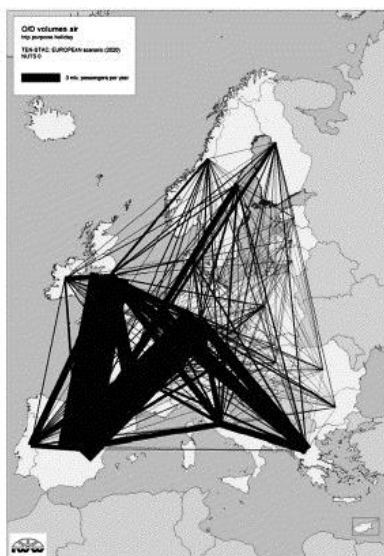 O/D volumes air
trip purpose holiday
TEN-STAC: EUROPEAN scenario (2020)
NUTS 0
3 mio. passengers per year